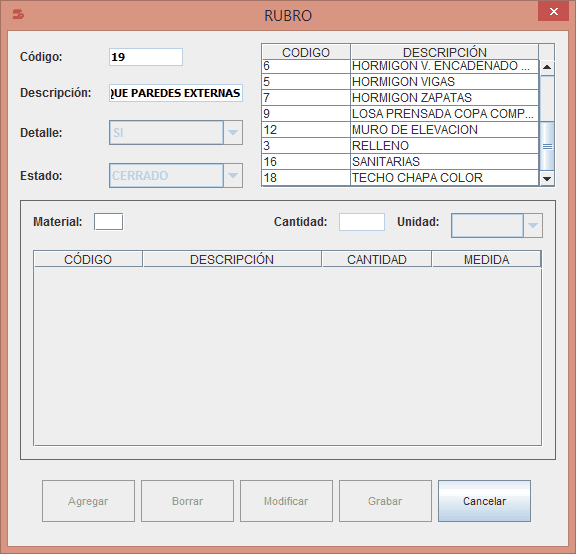 RUBRO
Código: 19
Descripción: QUE PAREDES EXTERNAS
Detalle: SI
Estado: CERRADO
CODIGO DESCRIPCIÓN
6 HORMIGON V. ENCADENADO ...
5 HORMIGON VIGAS
7 HORMIGON ZAPATAS
9 LOSA PRENSADA COPA COMP...
12 MURO DE ELEVACION
3 RELLENO
16 SANITARIAS
18 TECHO CHAPA COLOR
Material: Cantidad: Unidad:
CÓDIGO DESCRIPCIÓN CANTIDAD MEDIDA
Agregar Borrar Modificar Grabar Cancelar